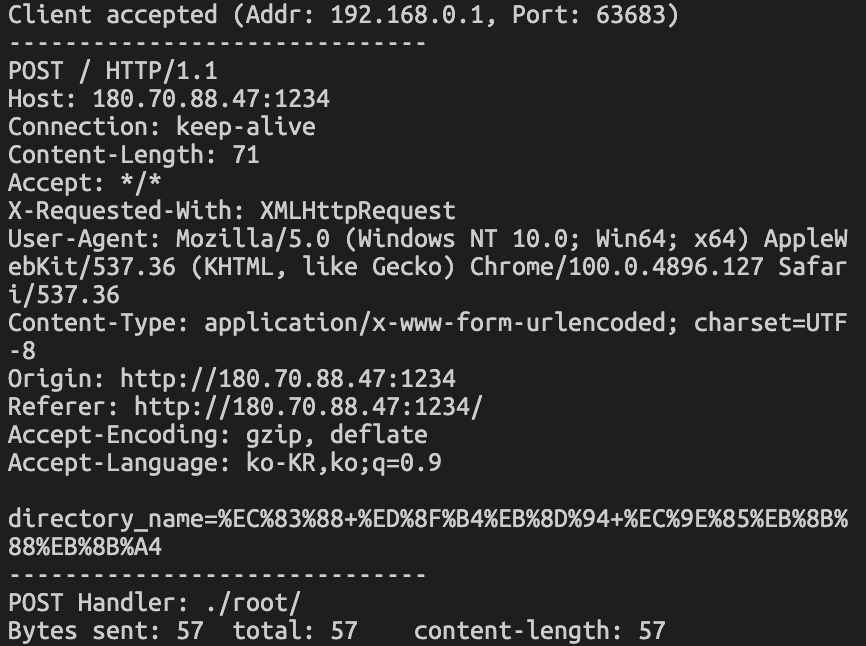 Client accepted (Addr: 192.168.0.1, Port: 63683)
------------------------------
POST / HTTP/1.1
Host: 180.70.88.47:1234
Connection: keep-alive
Content-Length: 71
Accept: */*
X-Requested-With: XMLHttpRequest
User-Agent: Mozilla/5.0 (Windows NT 10.0; Win64; x64) AppleW
ebKit/537.36 (KHTML, like Gecko) Chrome/100.0.4896.127 Safar
i/537.36
Content-Type: application/x-www-form-urlencoded; charset=UTF
-8
Origin: http://180.70.88.47:1234
Referer: http://180.70.88.47:1234/
Accept-Encoding: gzip, deflate
Accept-Language: ko-KR,ko;q=0.9

directory_name=%EC%83%88+%ED%8F%B4%EB%8D%94+%EC%9E%85%EB%8B%
88%EB%8B%A4
------------------------------
POST Handler: ./root/
Bytes sent: 57  total: 57    content-length: 57